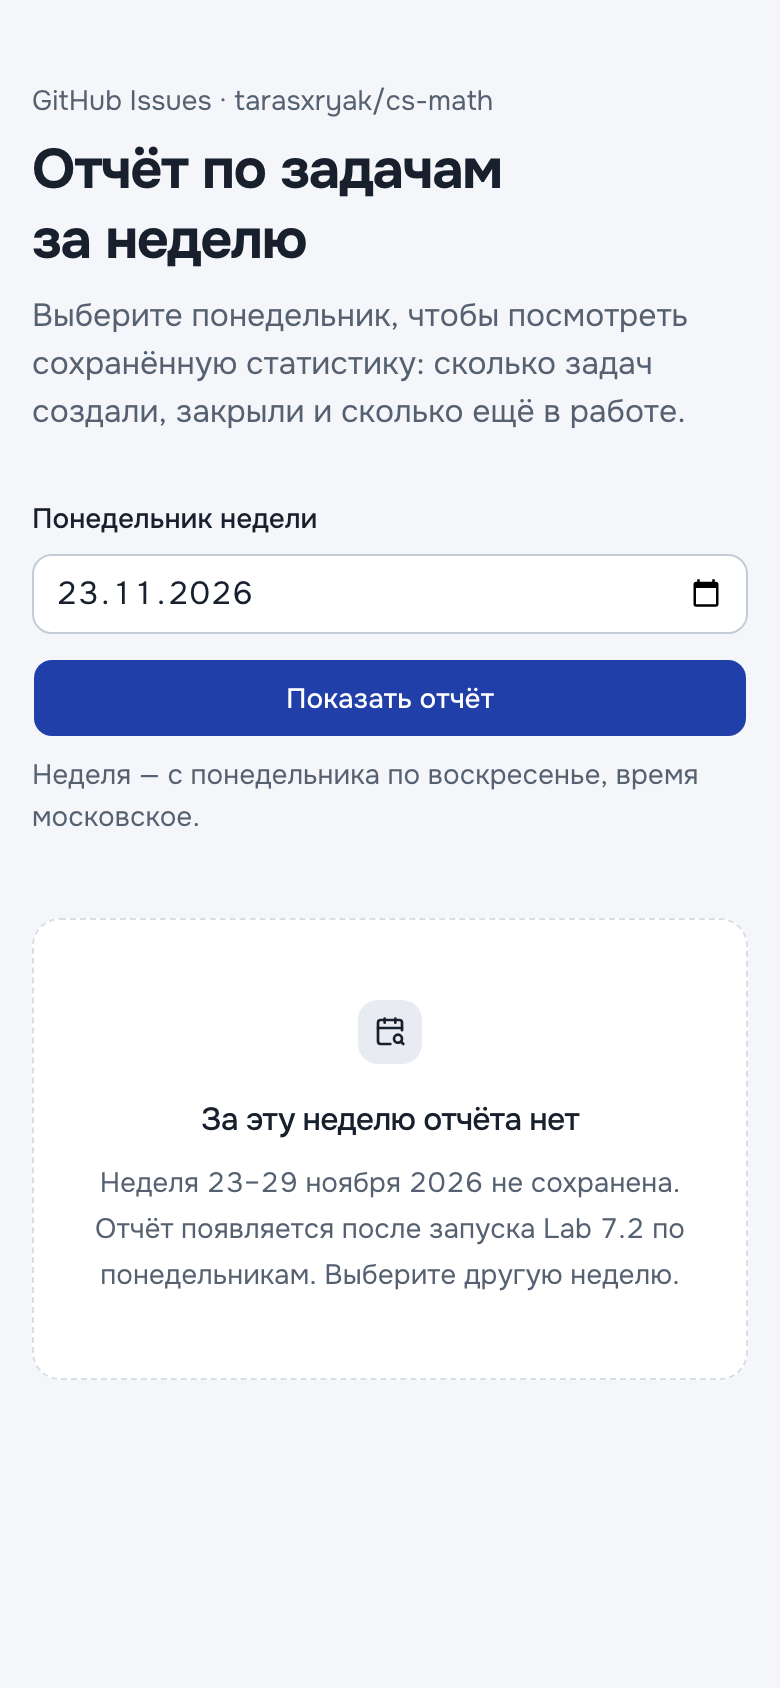 GitHub Issues · tarasxryak/cs-math
Отчёт по задачам
за неделю
Выберите понедельник, чтобы посмотреть
сохранённую статистику: сколько задач
создали, закрыли и сколько ещё в работе.
Понедельник недели
23.11.2026
Показать отчёт
Неделя — с понедельника по воскресенье, время
московское.
За эту неделю отчёта нет
Неделя 23–29 ноября 2026 не сохранена.
Отчёт появляется после запуска Lab 7.2 по
понедельникам. Выберите другую неделю.